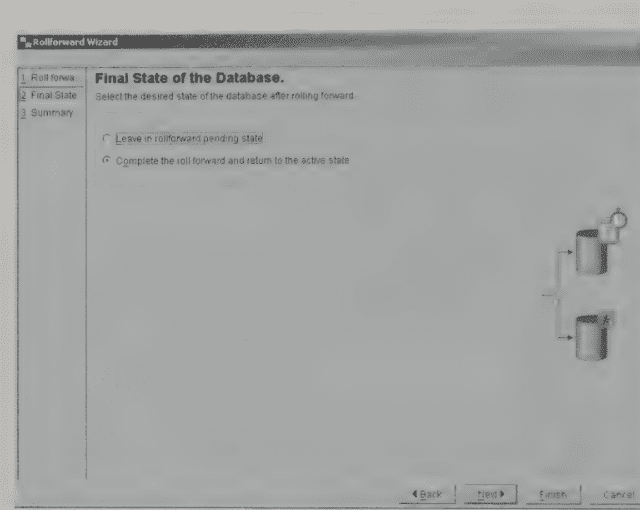 Rollforward Wizard
1 Roll forwa
2 Final State
3 Summary
Final State of the Database.
Select the desired state of the database after rolling forward.
Leave in rollforward pending state
Complete the roll forward and return to the active state
Back
Next
Finish
Cancel